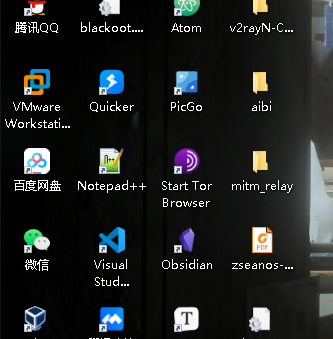 腾讯QQ
blackoot....
Atom
v2rayN-C...
VMware
Workstati...
Quicker
PicGo
aibi
百度网盘
Notepad++
Start Tor
Browser
mitm_relay
微信
Visual
Stud...
Obsidian
PDF
zseanos-...